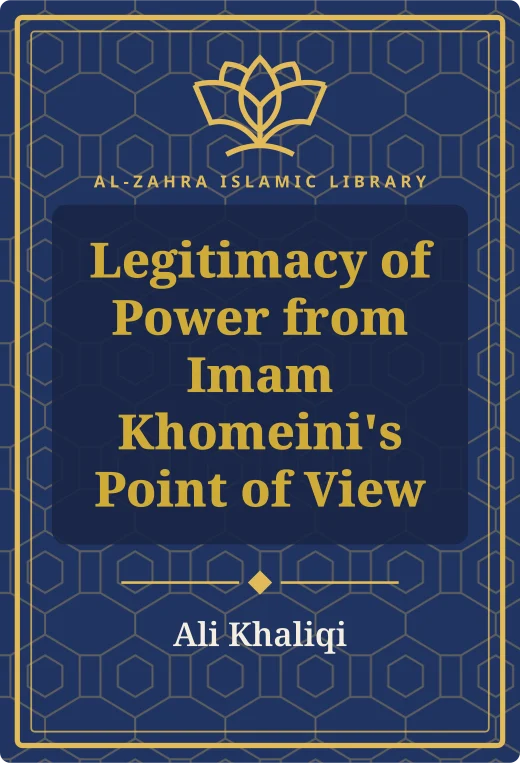 AL-ZAHRA ISLAMIC LIBRARY
Legitimacy of
Power from
Imam
Khomeini's
Point of View
Ali Khaliqi